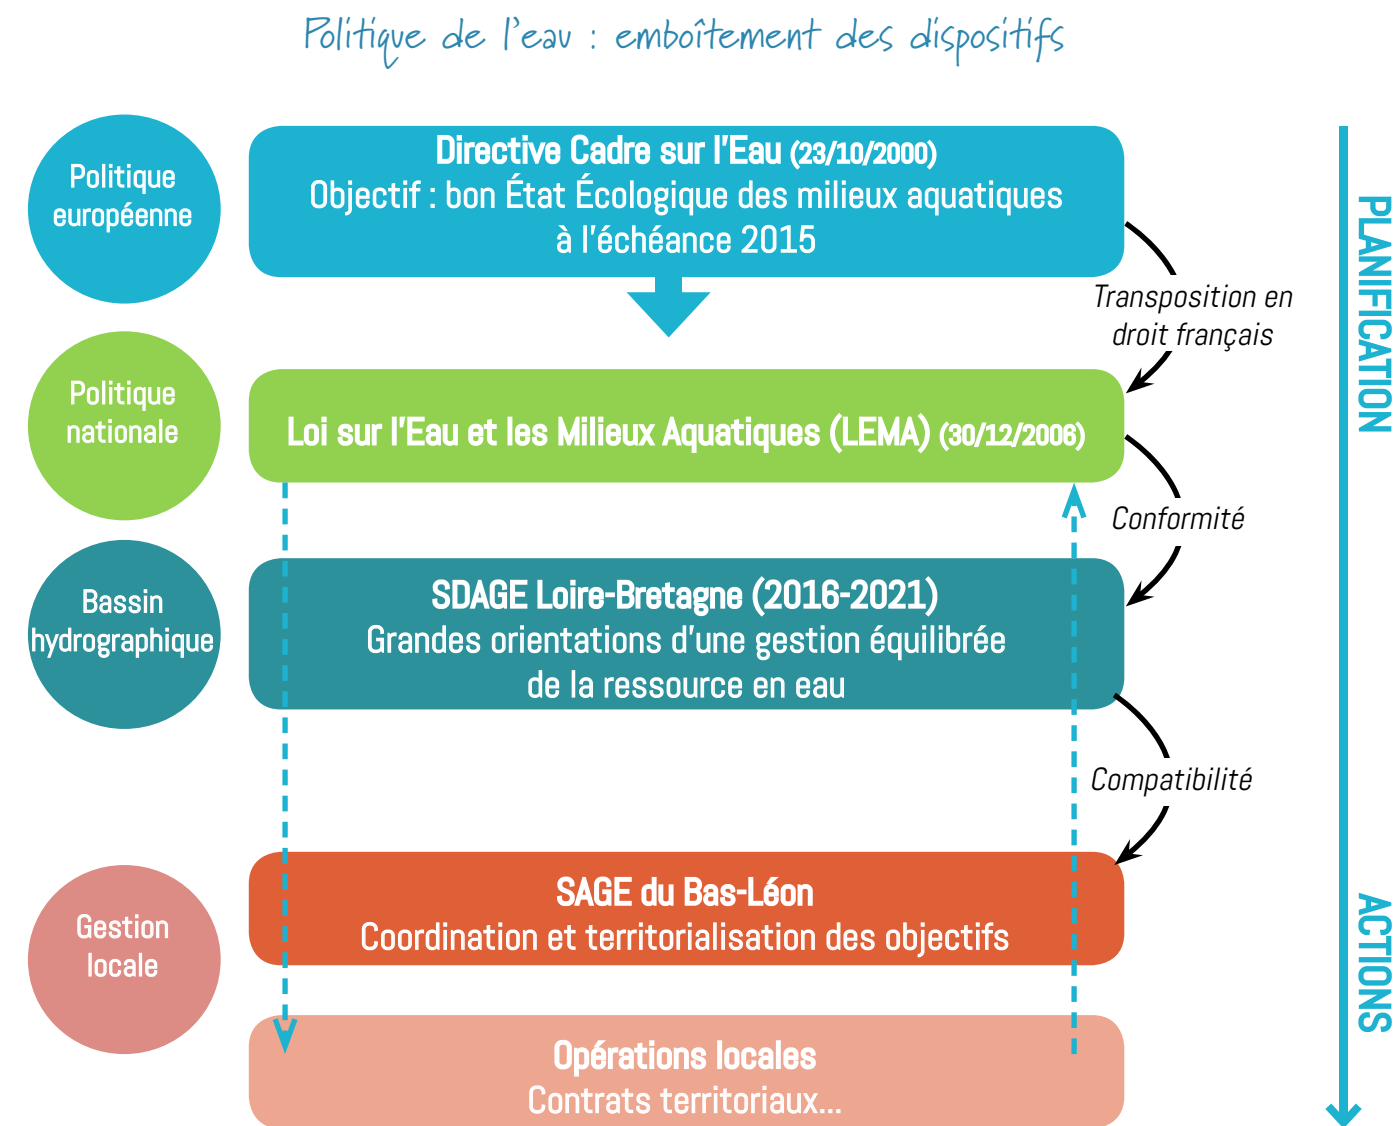 Politique de l'eau : emboîtement des dispositifs
Politique
européenne
Directive Cadre sur l'Eau (23/10/2000)
Objectif : bon État Écologique des milieux aquatiques
à l'échéance 2015
Transposition en
droit français
PLANIFICATION
Politique
nationale
Loi sur l'Eau et les Milieux Aquatiques (LEMA) (30/12/2006)
Conformité
Bassin
hydrographique
SDAGE Loire-Bretagne (2016-2021)
Grandes orientations d'une gestion équilibrée
de la ressource en eau
Compatibilité
Gestion
locale
SAGE du Bas-Léon
Coordination et territorialisation des objectifs
ACTIONS
Opérations locales
Contrats territoriaux...